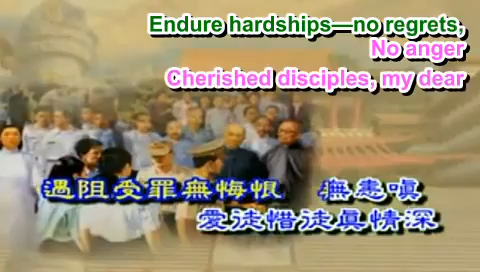 Endure hardships—no regrets,
No anger
Cherished disciples, my dear
遇阻受罪無悔恨 無恚嗔
愛徒惜徒真情深